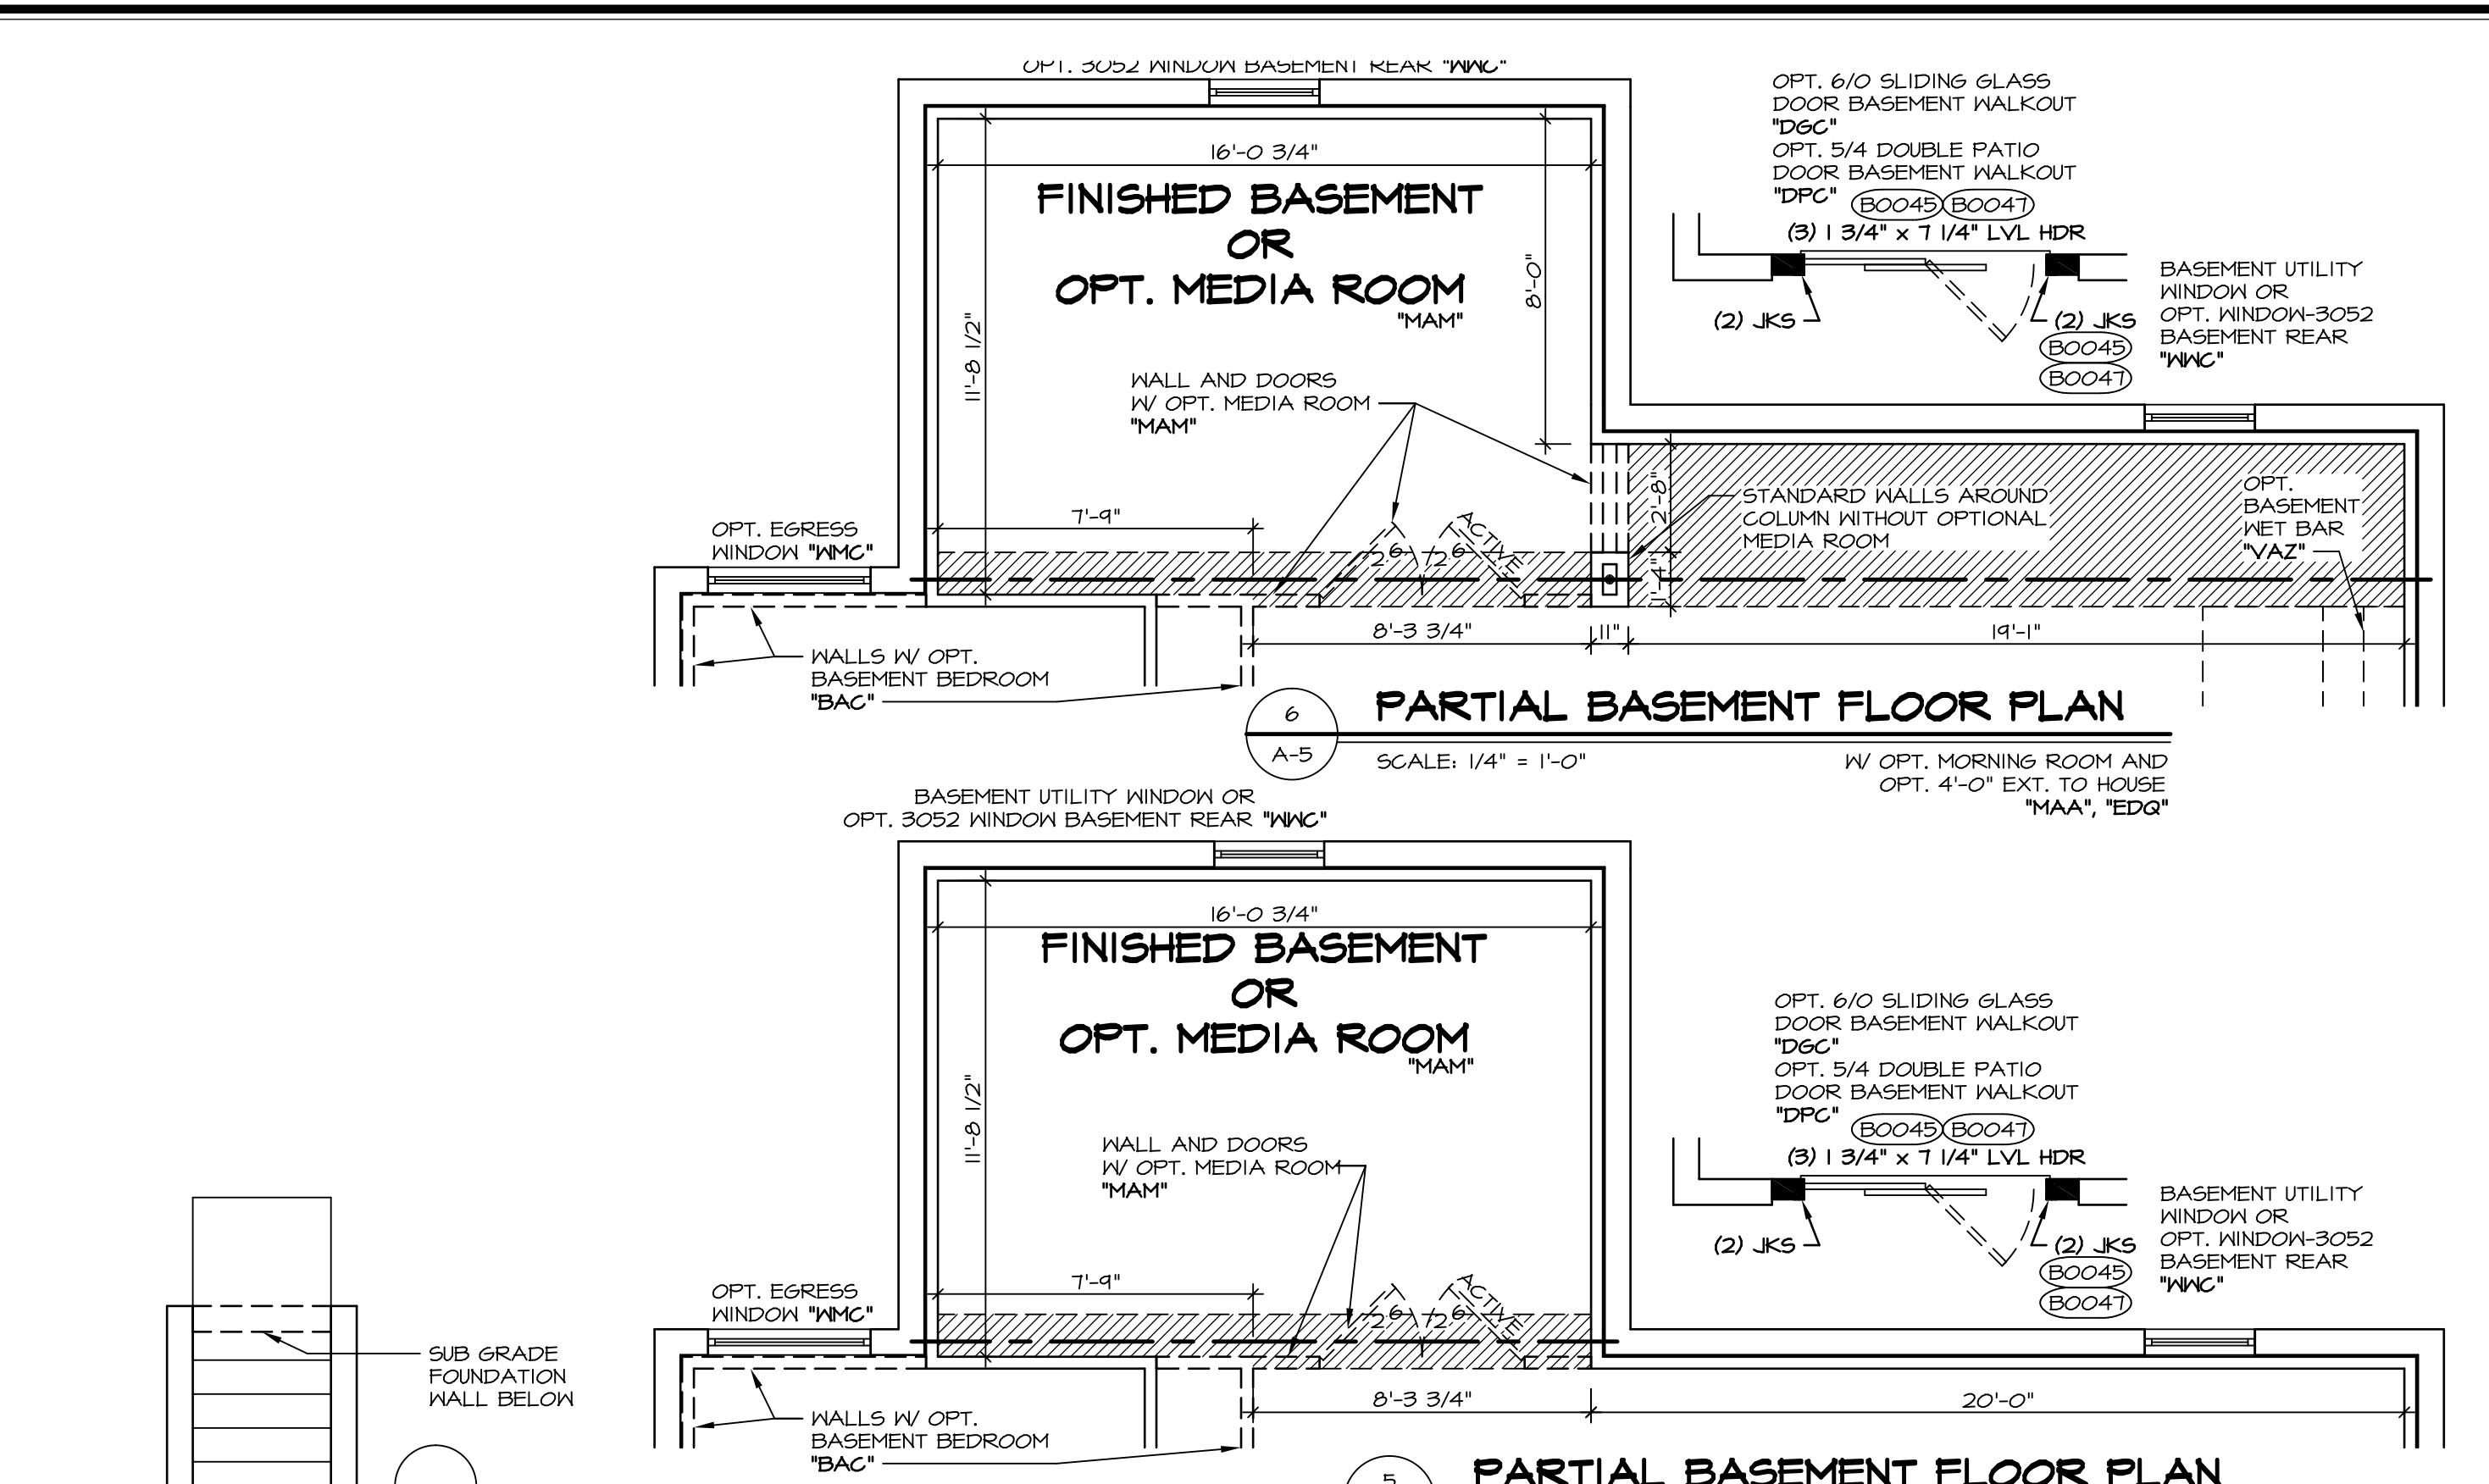 OPT. 3052 WINDOW BASEMENT REAR "WWC"
16'-0 3/4"
FINISHED BASEMENT
OR
OPT. MEDIA ROOM
"MAM"
11'-8 1/2"
8'-0"
WALL AND DOORS
W/ OPT. MEDIA ROOM
"MAM"
OPT. 6/0 SLIDING GLASS
DOOR BASEMENT WALKOUT
"DGC"
OPT. 5/4 DOUBLE PATIO
DOOR BASEMENT WALKOUT
"DPC"
B0045 B0047
(3) 1 3/4" x 7 1/4" LVL HDR
(2) JKS
(2) JKS
B0045
B0047
BASEMENT UTILITY
WINDOW OR
OPT. WINDOW-3052
BASEMENT REAR
"WWC"
7'-9"
2'-8"
1'-4"
STANDARD WALLS AROUND
COLUMN WITHOUT OPTIONAL
MEDIA ROOM
OPT.
BASEMENT
WET BAR
"VAZ"
OPT. EGRESS
WINDOW "WMC"
2 6
2 6
ACTIVE
WALLS W/ OPT.
BASEMENT BEDROOM
"BAC"
8'-3 3/4"
11"
19'-1"
6
A-5
PARTIAL BASEMENT FLOOR PLAN
SCALE: 1/4" = 1'-0"
W/ OPT. MORNING ROOM AND
OPT. 4'-0" EXT. TO HOUSE
"MAA", "EDQ"
BASEMENT UTILITY WINDOW OR
OPT. 3052 WINDOW BASEMENT REAR "WWC"
16'-0 3/4"
FINISHED BASEMENT
OR
OPT. MEDIA ROOM
"MAM"
11'-8 1/2"
WALL AND DOORS
W/ OPT. MEDIA ROOM
"MAM"
OPT. 6/0 SLIDING GLASS
DOOR BASEMENT WALKOUT
"DGC"
OPT. 5/4 DOUBLE PATIO
DOOR BASEMENT WALKOUT
"DPC"
B0045 B0047
(3) 1 3/4" x 7 1/4" LVL HDR
(2) JKS
(2) JKS
B0045
B0047
BASEMENT UTILITY
WINDOW OR
OPT. WINDOW-3052
BASEMENT REAR
"WWC"
7'-9"
OPT. EGRESS
WINDOW "WMC"
2 6
2 6
ACTIVE
SUB GRADE
FOUNDATION
WALL BELOW
WALLS W/ OPT.
BASEMENT BEDROOM
"BAC"
8'-3 3/4"
20'-0"
5
PARTIAL BASEMENT FLOOR PLAN